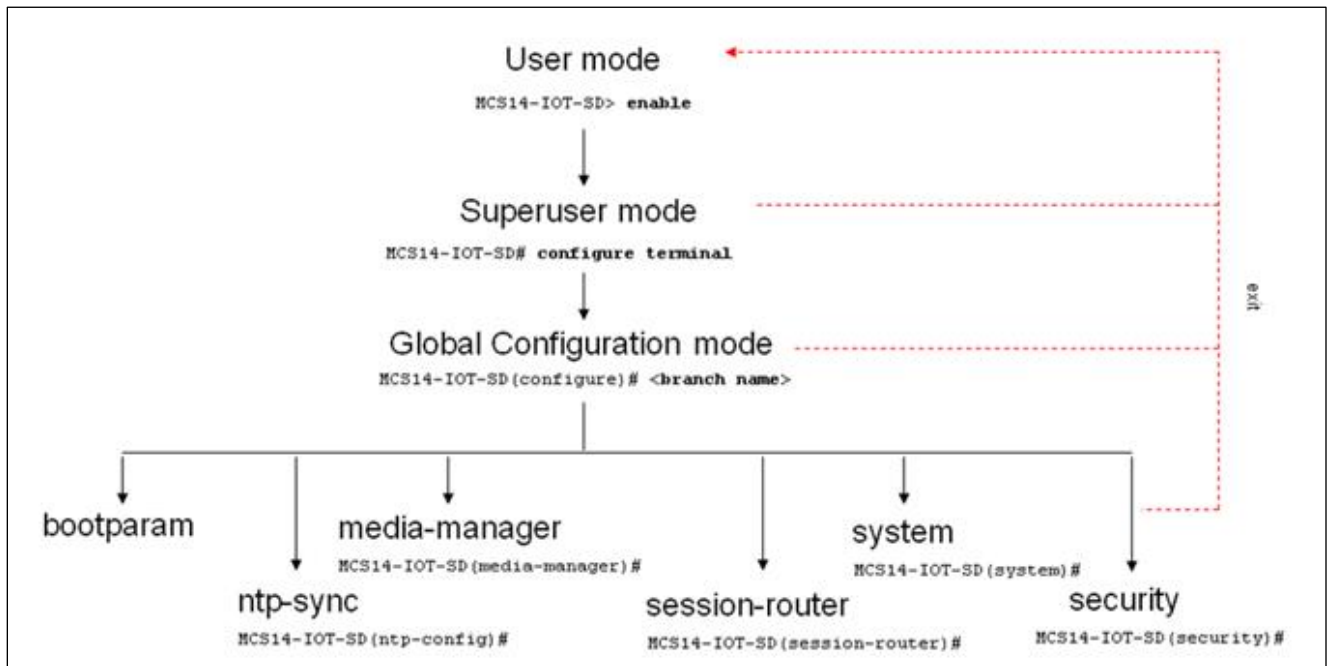 User mode
MCS14-IOT-SD> enable
Superuser mode
MCS14-IOT-SD# configure terminal
exit
Global Configuration mode
MCS14-IOT-SD(configure)# <branch name>
bootparam
media-manager
MCS14-IOT-SD(media-manager)#
system
MCS14-IOT-SD(system)#
ntp-sync
MCS14-IOT-SD(ntp-config)#
session-router
MCS14-IOT-SD(session-router)#
security
MCS14-IOT-SD(security)#